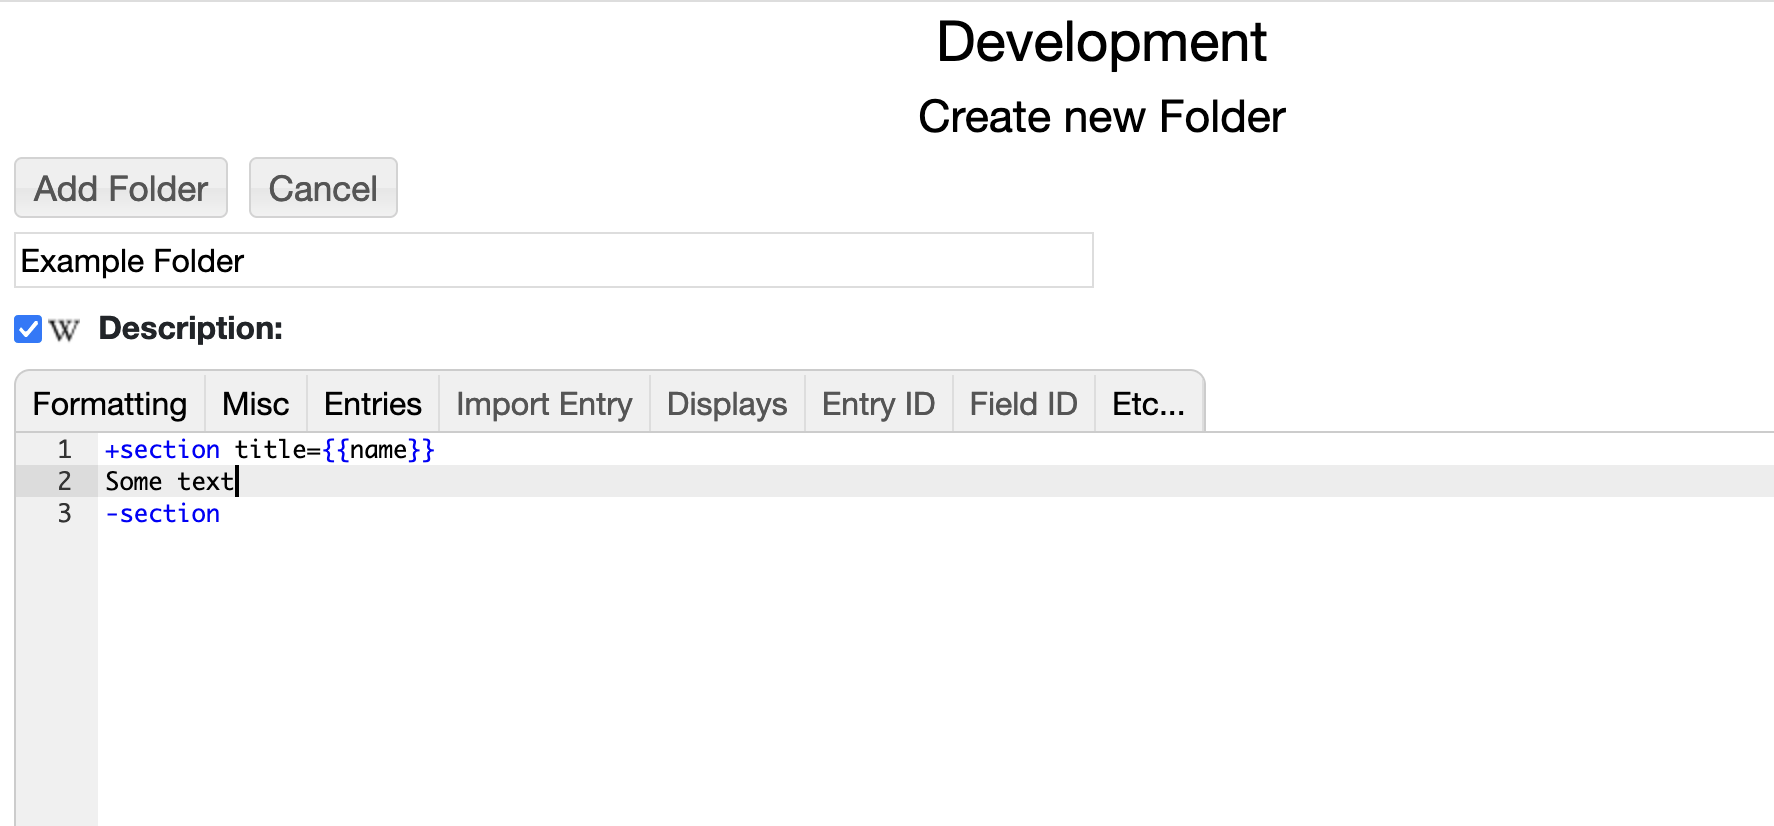 Development
Create new Folder
Add Folder Cancel
Example Folder
W Description:
Formatting Misc Entries Import Entry Displays Entry ID Field ID Etc...
1 +section title={{name}}
2 Some text
3 -section